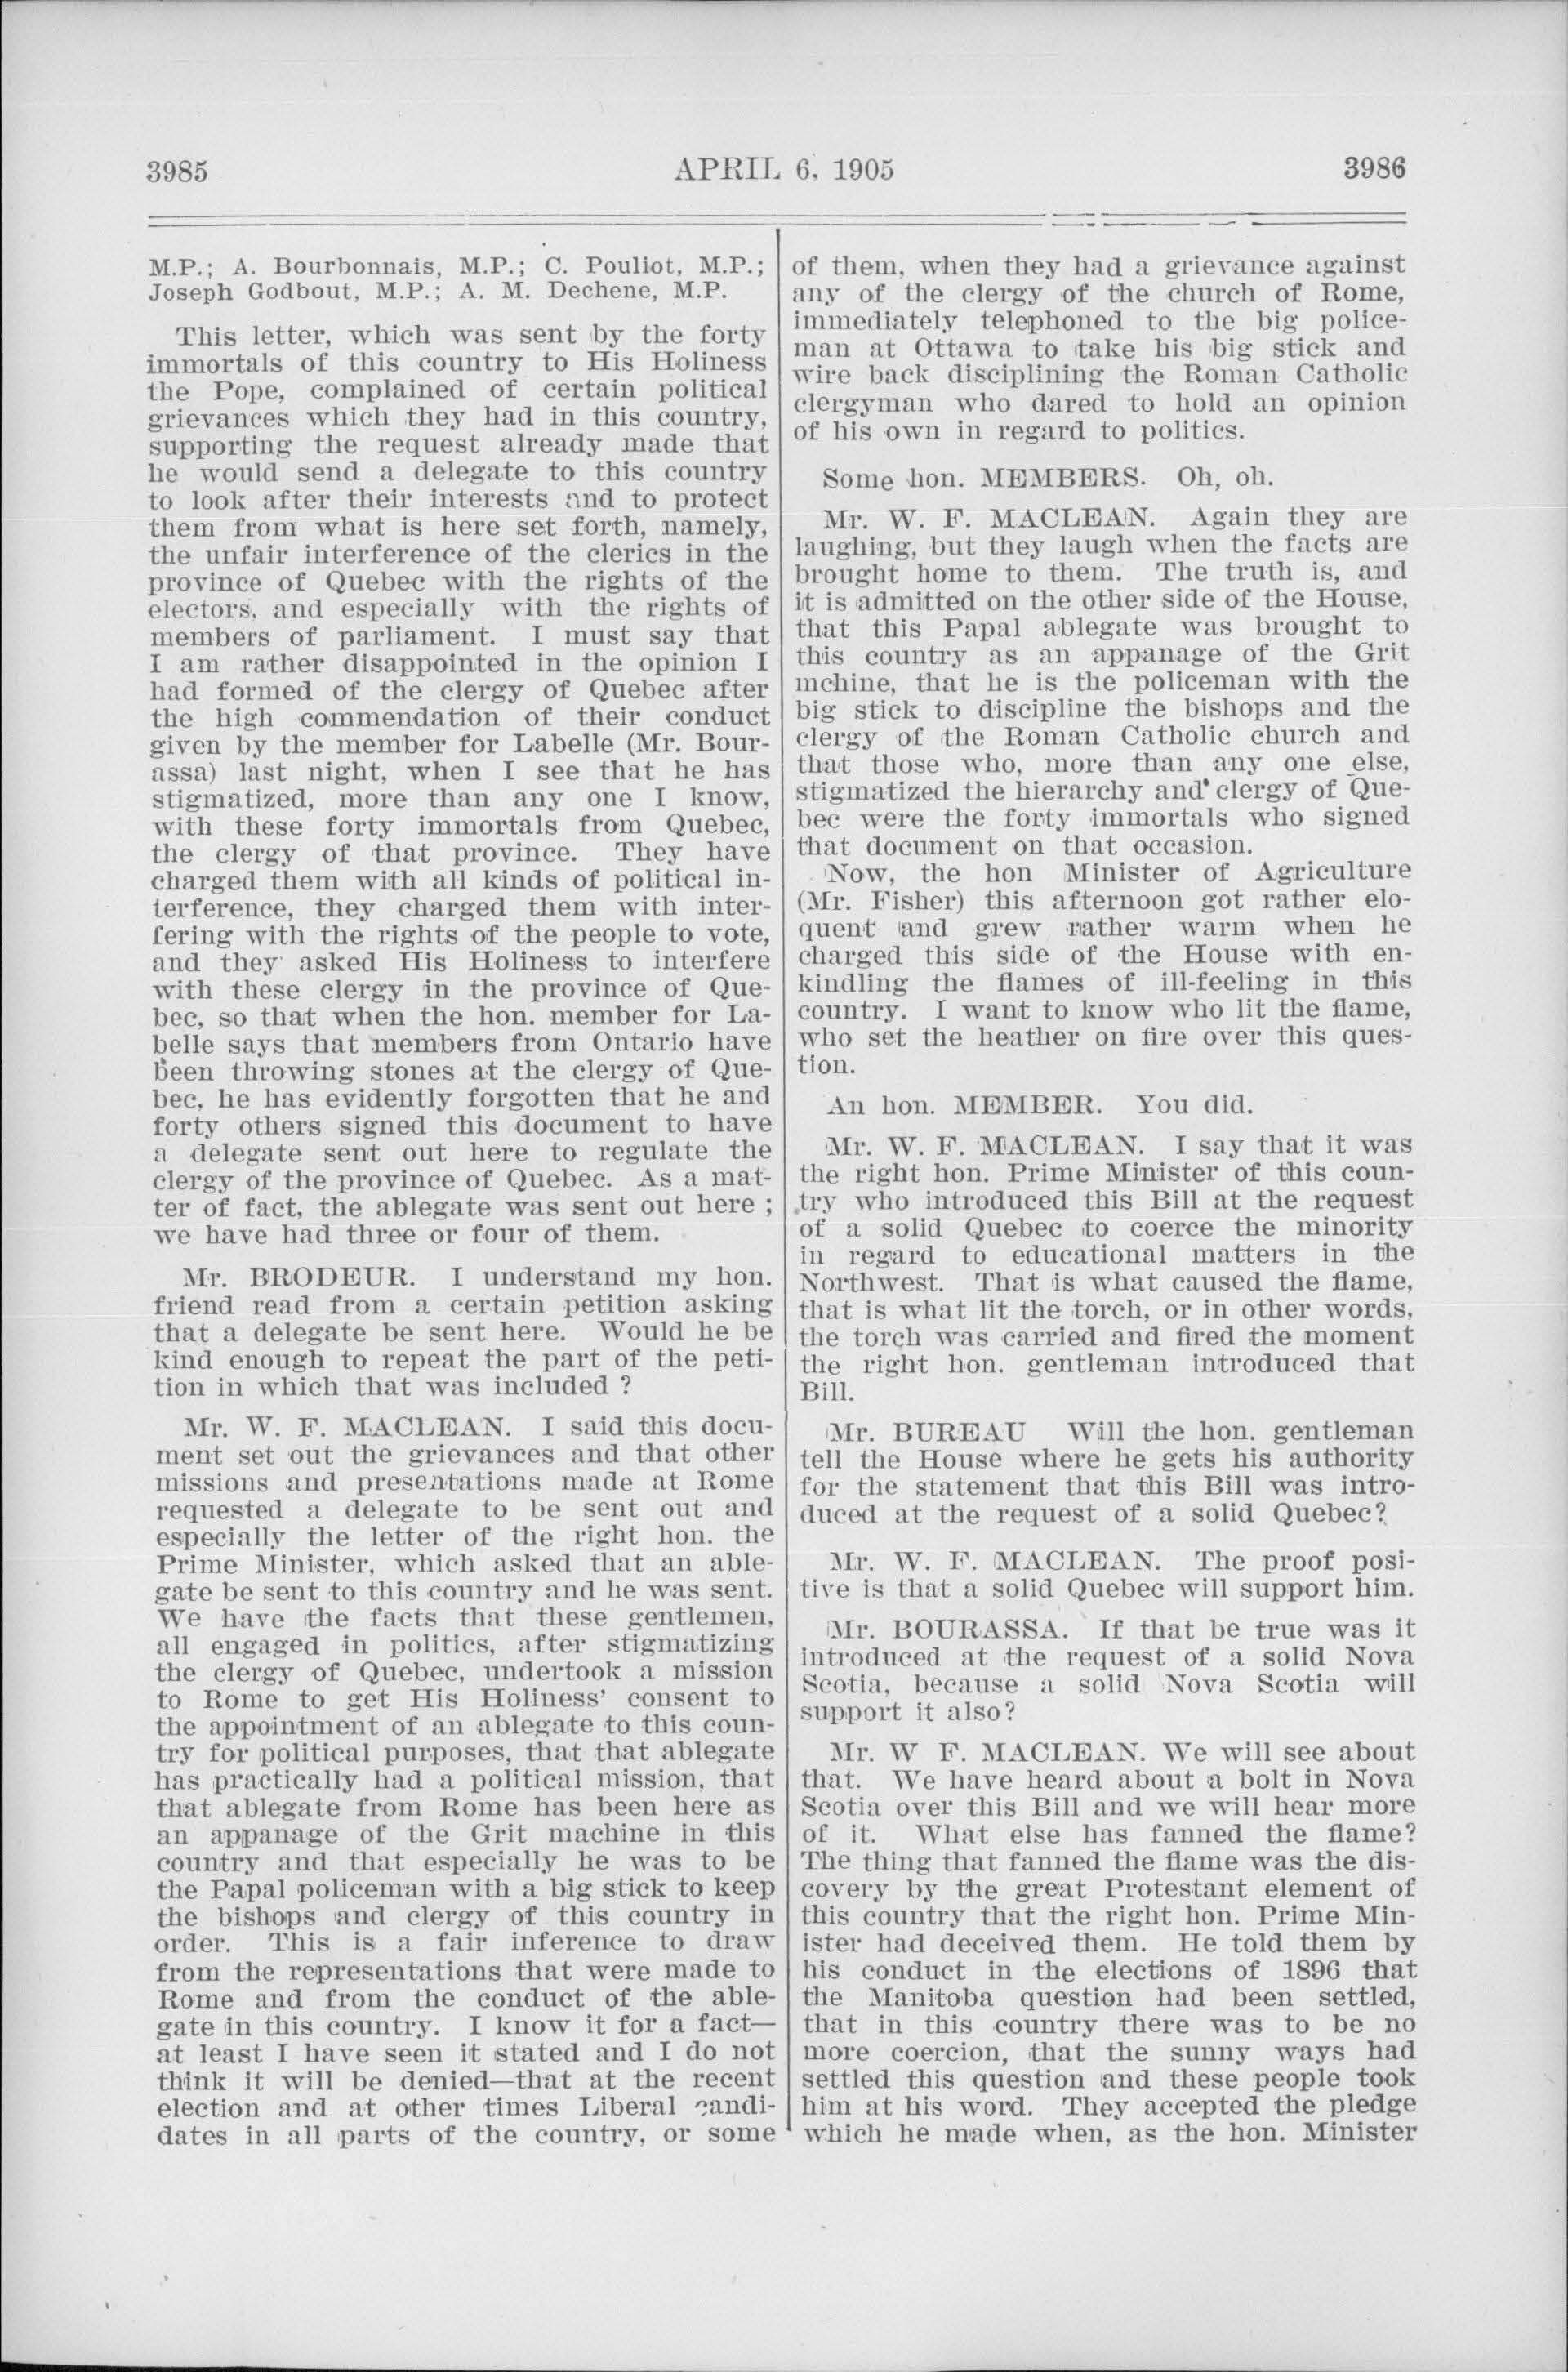 3985
APRIL 6, 1905
3986
M.P.; A. Bourbonnais, M.P.; C. Pouliot, M.P.;
Joseph Godbout, M.P.; A. M. Dechene, M.P.
This letter, which was sent by the forty
immortals of this country to His Holiness
the Pope, complained of certain political
grievances which they had in this country,
supporting the request already made that
he would send a delegate to this country
to look after their interests and to protect
them from what is here set forth, namely,
the unfair interference of the clerics in the
province of Quebec with the rights of the
electors, and especially with the rights of
members of parliament. I must say that
I am rather disappointed in the opinion I
had formed of the clergy of Quebec after
the high commendation of their conduct
given by the member for Labelle (Mr. Bour-
assa) last night, when I see that he has
stigmatized, more than any one I know,
with these forty immortals from Quebec,
the clergy of that province. They have
charged them with all kinds of political in-
terference, they charged them with inter-
fering with the rights of the people to vote,
and they asked His Holiness to interfere
with these clergy in the province of Que-
bec, so that when the hon. member for La-
belle says that members from Ontario have
been throwing stones at the clergy of Que-
bec, he has evidently forgotten that he and
forty others signed this document to have
a delegate sent out here to regulate the
clergy of the province of Quebec. As a mat-
ter of fact, the ablegate was sent out here ;
we have had three or four of them.
Mr. BRODEUR. I understand my hon.
friend read from a certain petition asking
that a delegate be sent here. Would he be
kind enough to repeat the part of the peti-
tion in which that was included ?
Mr. W. F. MACLEAN. I said this docu-
ment set out the grievances and that other
missions and presentations made at Rome
requested a delegate to be sent out and
especially the letter of the right hon. the
Prime Minister, which asked that an able-
gate be sent to this country and he was sent.
We have the facts that these gentlemen,
all engaged in politics, after stigmatizing
the clergy of Quebec, undertook a mission
to Rome to get His Holiness' consent to
the appointment of an ablegate to this coun-
try for political purposes, that that ablegate
has practically had a political mission, that
that ablegate from Rome has been here as
an appanage of the Grit machine in this
country and that especially he was to be
the Papal policeman with a big stick to keep
the bishops and clergy of this country in
order. This is a fair inference to draw
from the representations that were made to
Rome and from the conduct of the able-
gate in this country. I know it for a fact—
at least I have seen it stated and I do not
think it will be denied—that at the recent
election and at other times Liberal candi-
dates in all parts of the country, or some
of them, when they had a grievance against
any of the clergy of the church of Rome,
immediately telephoned to the big police-
man at Ottawa to take his big stick and
wire back disciplining the Roman Catholic
clergyman who dared to hold an opinion
of his own in regard to politics.
Some hon. MEMBERS. Oh, oh.
Mr. W. F. MACLEAN. Again they are
laughing, but they laugh when the facts are
brought home to them. The truth is, and
it is admitted on the other side of the House,
that this Papal ablegate was brought to
this country as an appanage of the Grit
mchine, that he is the policeman with the
big stick to discipline the bishops and the
clergy of the Roman Catholic church and
that those who, more than any one else,
stigmatized the hierarchy and clergy of Que-
bec were the forty immortals who signed
that document on that occasion.
Now, the hon Minister of Agriculture
(Mr. Fisher) this afternoon got rather elo-
quent and grew rather warm when he
charged this side of the House with en-
kindling the flames of ill-feeling in this
country. I want to know who lit the flame,
who set the heather on fire over this ques-
tion.
An hon. MEMBER. You did.
Mr. W. F. MACLEAN. I say that it was
the right hon. Prime Minister of this coun-
try who introduced this Bill at the request
of a solid Quebec to coerce the minority
in regard to educational matters in the
Northwest. That is what caused the flame,
that is what lit the torch, or in other words,
the torch was carried and fired the moment
the right hon. gentleman introduced that
Bill.
Mr. BUREAU Will the hon. gentleman
tell the House where he gets his authority
for the statement that this Bill was intro-
duced at the request of a solid Quebec?
Mr. W. F. MACLEAN. The proof posi-
tive is that a solid Quebec will support him.
Mr. BOURASSA. If that be true was it
introduced at the request of a solid Nova
Scotia, because a solid Nova Scotia will
support it also?
Mr. W F. MACLEAN. We will see about
that. We have heard about a bolt in Nova
Scotia over this Bill and we will hear more
of it. What else has fanned the flame?
The thing that fanned the flame was the dis-
covery by the great Protestant element of
this country that the right hon. Prime Min-
ister had deceived them. He told them by
his conduct in the elections of 1896 that
the Manitoba question had been settled,
that in this country there was to be no
more coercion, that the sunny ways had
settled this question and these people took
him at his word. They accepted the pledge
which he made when, as the hon. Minister